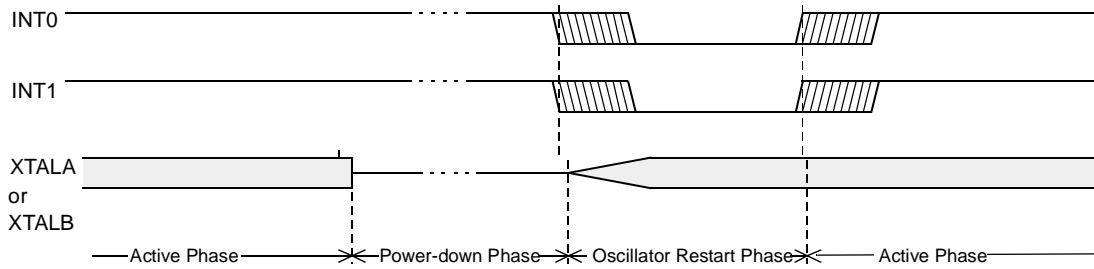 INT0
INT1
XTALA
or
XTALB
Active Phase
Power-down Phase
Oscillator Restart Phase
Active Phase